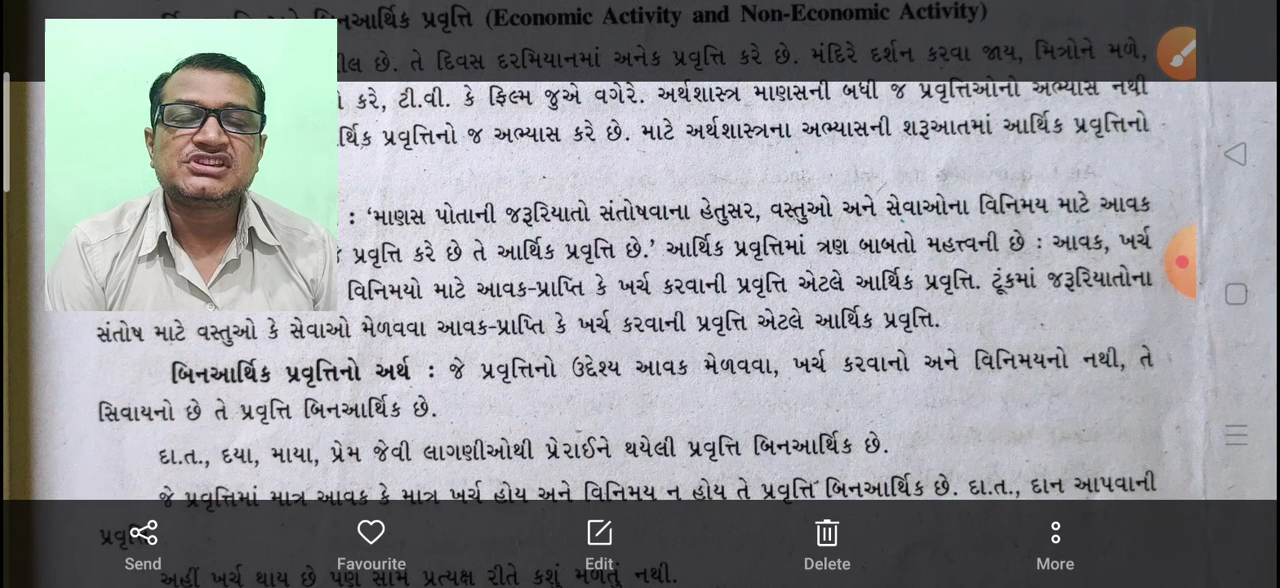 બિનઆર્થિક પ્રવૃત્તિ (Economic Activity and Non-Economic Activity)
છે. તે દિવસ દરમિયાનમાં અનેક પ્રવૃત્તિ કરે છે. મંદિરે દર્શન કરવા જાય, મિત્રોને મળે,
કરે, ટી.વી. કે ફિલ્મ જુએ વગેરે. અર્થશાસ્ત્ર માણસની બધી જ પ્રવૃત્તિઓનો અભ્યાસ નથી
પ્રવૃત્તિનો જ અભ્યાસ કરે છે. માટે અર્થશાસ્ત્રના અભ્યાસની શરૂઆતમાં આર્થિક પ્રવૃત્તિનો
: 'માણસ પોતાની જરૂરિયાતો સંતોષવાના હેતુસર, વસ્તુઓ અને સેવાઓના વિનિમય માટે આવક
પ્રવૃત્તિ કરે છે તે આર્થિક પ્રવૃત્તિ છે.' આર્થિક પ્રવૃત્તિમાં ત્રણ બાબતો મહત્ત્વની છે : આવક, ખર્ચ
વિનિમયો માટે આવક-પ્રાપ્તિ કે ખર્ચ કરવાની પ્રવૃત્તિ એટલે આર્થિક પ્રવૃત્તિ. ટૂંકમાં જરૂરિયાતોના
સંતોષ માટે વસ્તુઓ કે સેવાઓ મેળવવા આવક-પ્રાપ્તિ કે ખર્ચ કરવાની પ્રવૃત્તિ એટલે આર્થિક પ્રવૃત્તિ.
બિનઆર્થિક પ્રવૃત્તિનો અર્થ : જે પ્રવૃત્તિનો ઉદ્દેશ્ય આવક મેળવવા, ખર્ચ કરવાનો અને વિનિમયનો નથી, તે
સિવાયનો છે તે પ્રવૃત્તિ બિનઆર્થિક છે.
દા.ત., દયા, માયા, પ્રેમ જેવી લાગણીઓથી પ્રેરાઈને થયેલી પ્રવૃત્તિ બિનઆર્થિક છે.
જે પ્રવૃત્તિમાં માત્ર આવક કે માત્ર ખર્ચ હોય અને વિનિમય ન હોય તે પ્રવૃત્તિ બિનઆર્થિક છે. દા.ત., દાન આપવાની
Send Favourite Edit Delete More
અહીં ખર્ચ થાય છે પણ સામે પ્રત્યક્ષ રીતે કશું મળતું નથી.